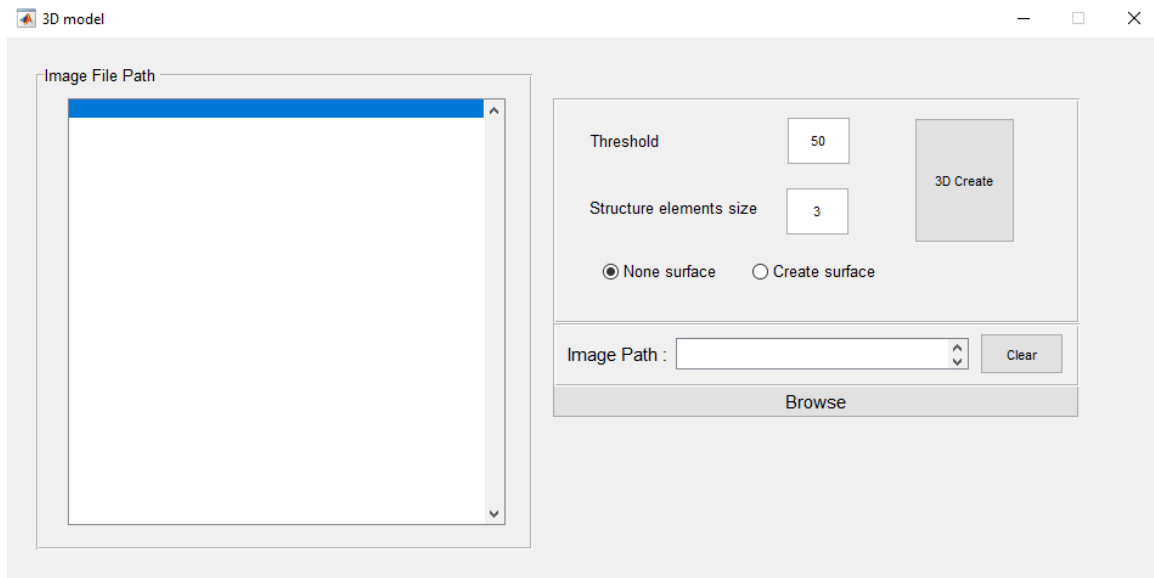 3D model
Image File Path
Threshold
50
3D Create
Structure elements size
3
None surface
Create surface
Image Path :
Clear
Browse